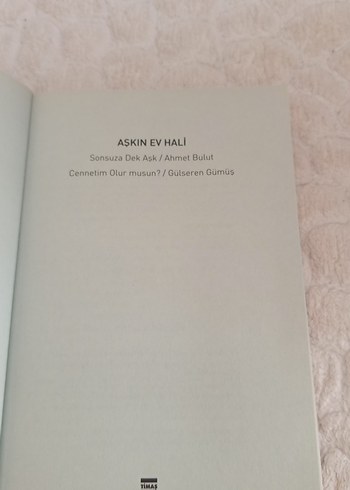 AŞKIN EV HALİ
Sonsuza Dek Aşk / Ahmet Bulut
Cennetim Olur musun? / Gülseren Gümüş
TİMAŞ